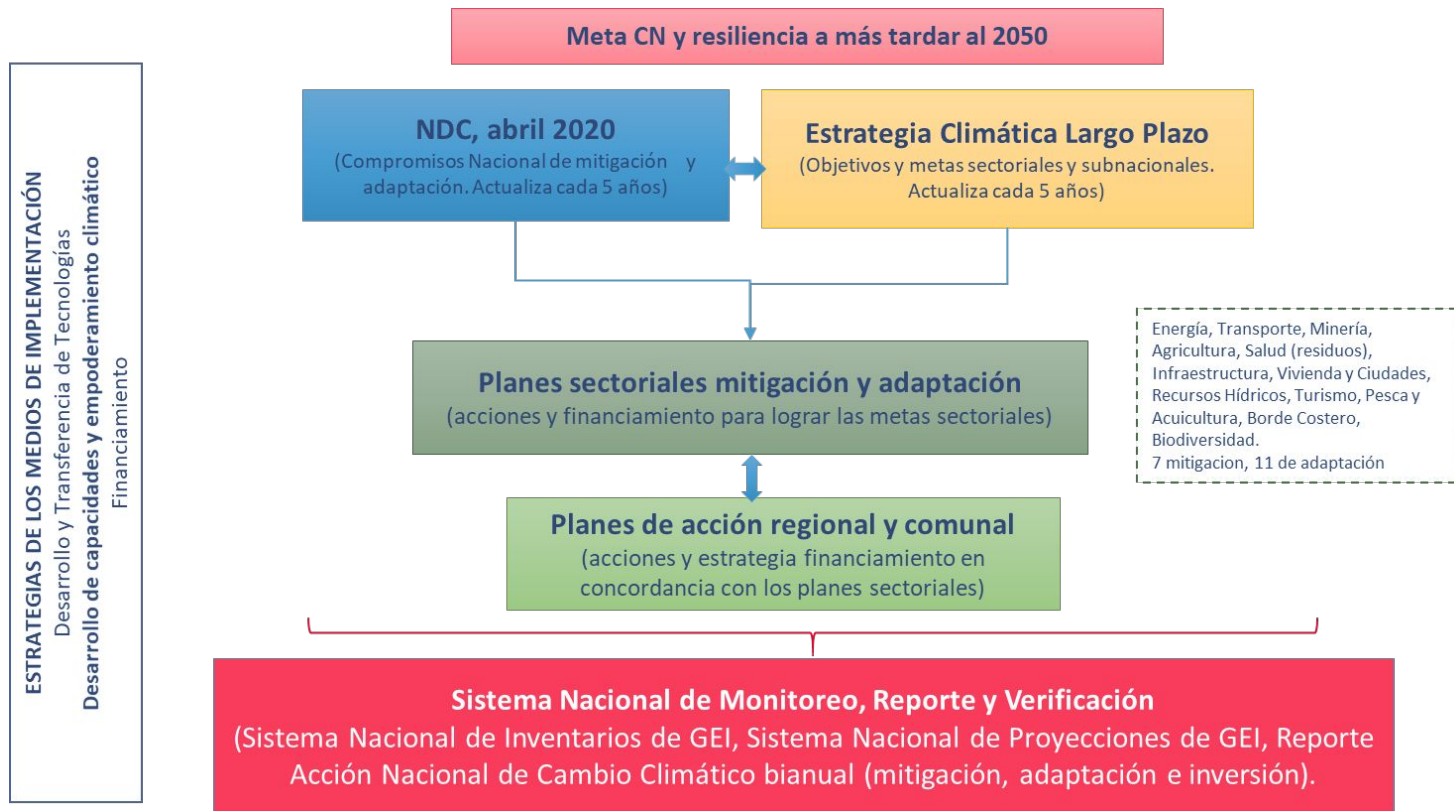 Meta CN y resiliencia a más tardar al 2050
ESTRATEGIAS DE LOS MEDIOS DE IMPLEMENTACIÓN
Desarrollo y Transferencia de Tecnologías
Desarrollo de capacidades y empoderamiento climático
Financiamiento
NDC, abril 2020
(Compromisos Nacional de mitigación y
adaptación. Actualiza cada 5 años)
Estrategia Climática Largo Plazo
(Objetivos y metas sectoriales y subnacionales.
Actualiza cada 5 años)
Planes sectoriales mitigación y adaptación
(acciones y financiamiento para lograr las metas sectoriales)
Energía, Transporte, Minería,
Agricultura, Salud (residuos),
Infraestructura, Vivienda y Ciudades,
Recursos Hídricos, Turismo, Pesca y
Acuicultura, Borde Costero,
Biodiversidad.
7 mitigacion, 11 de adaptación
Planes de acción regional y comunal
(acciones y estrategia financiamiento en
concordancia con los planes sectoriales)
Sistema Nacional de Monitoreo, Reporte y Verificación
(Sistema Nacional de Inventarios de GEI, Sistema Nacional de Proyecciones de GEI, Reporte
Acción Nacional de Cambio Climático bianual (mitigación, adaptación e inversión).